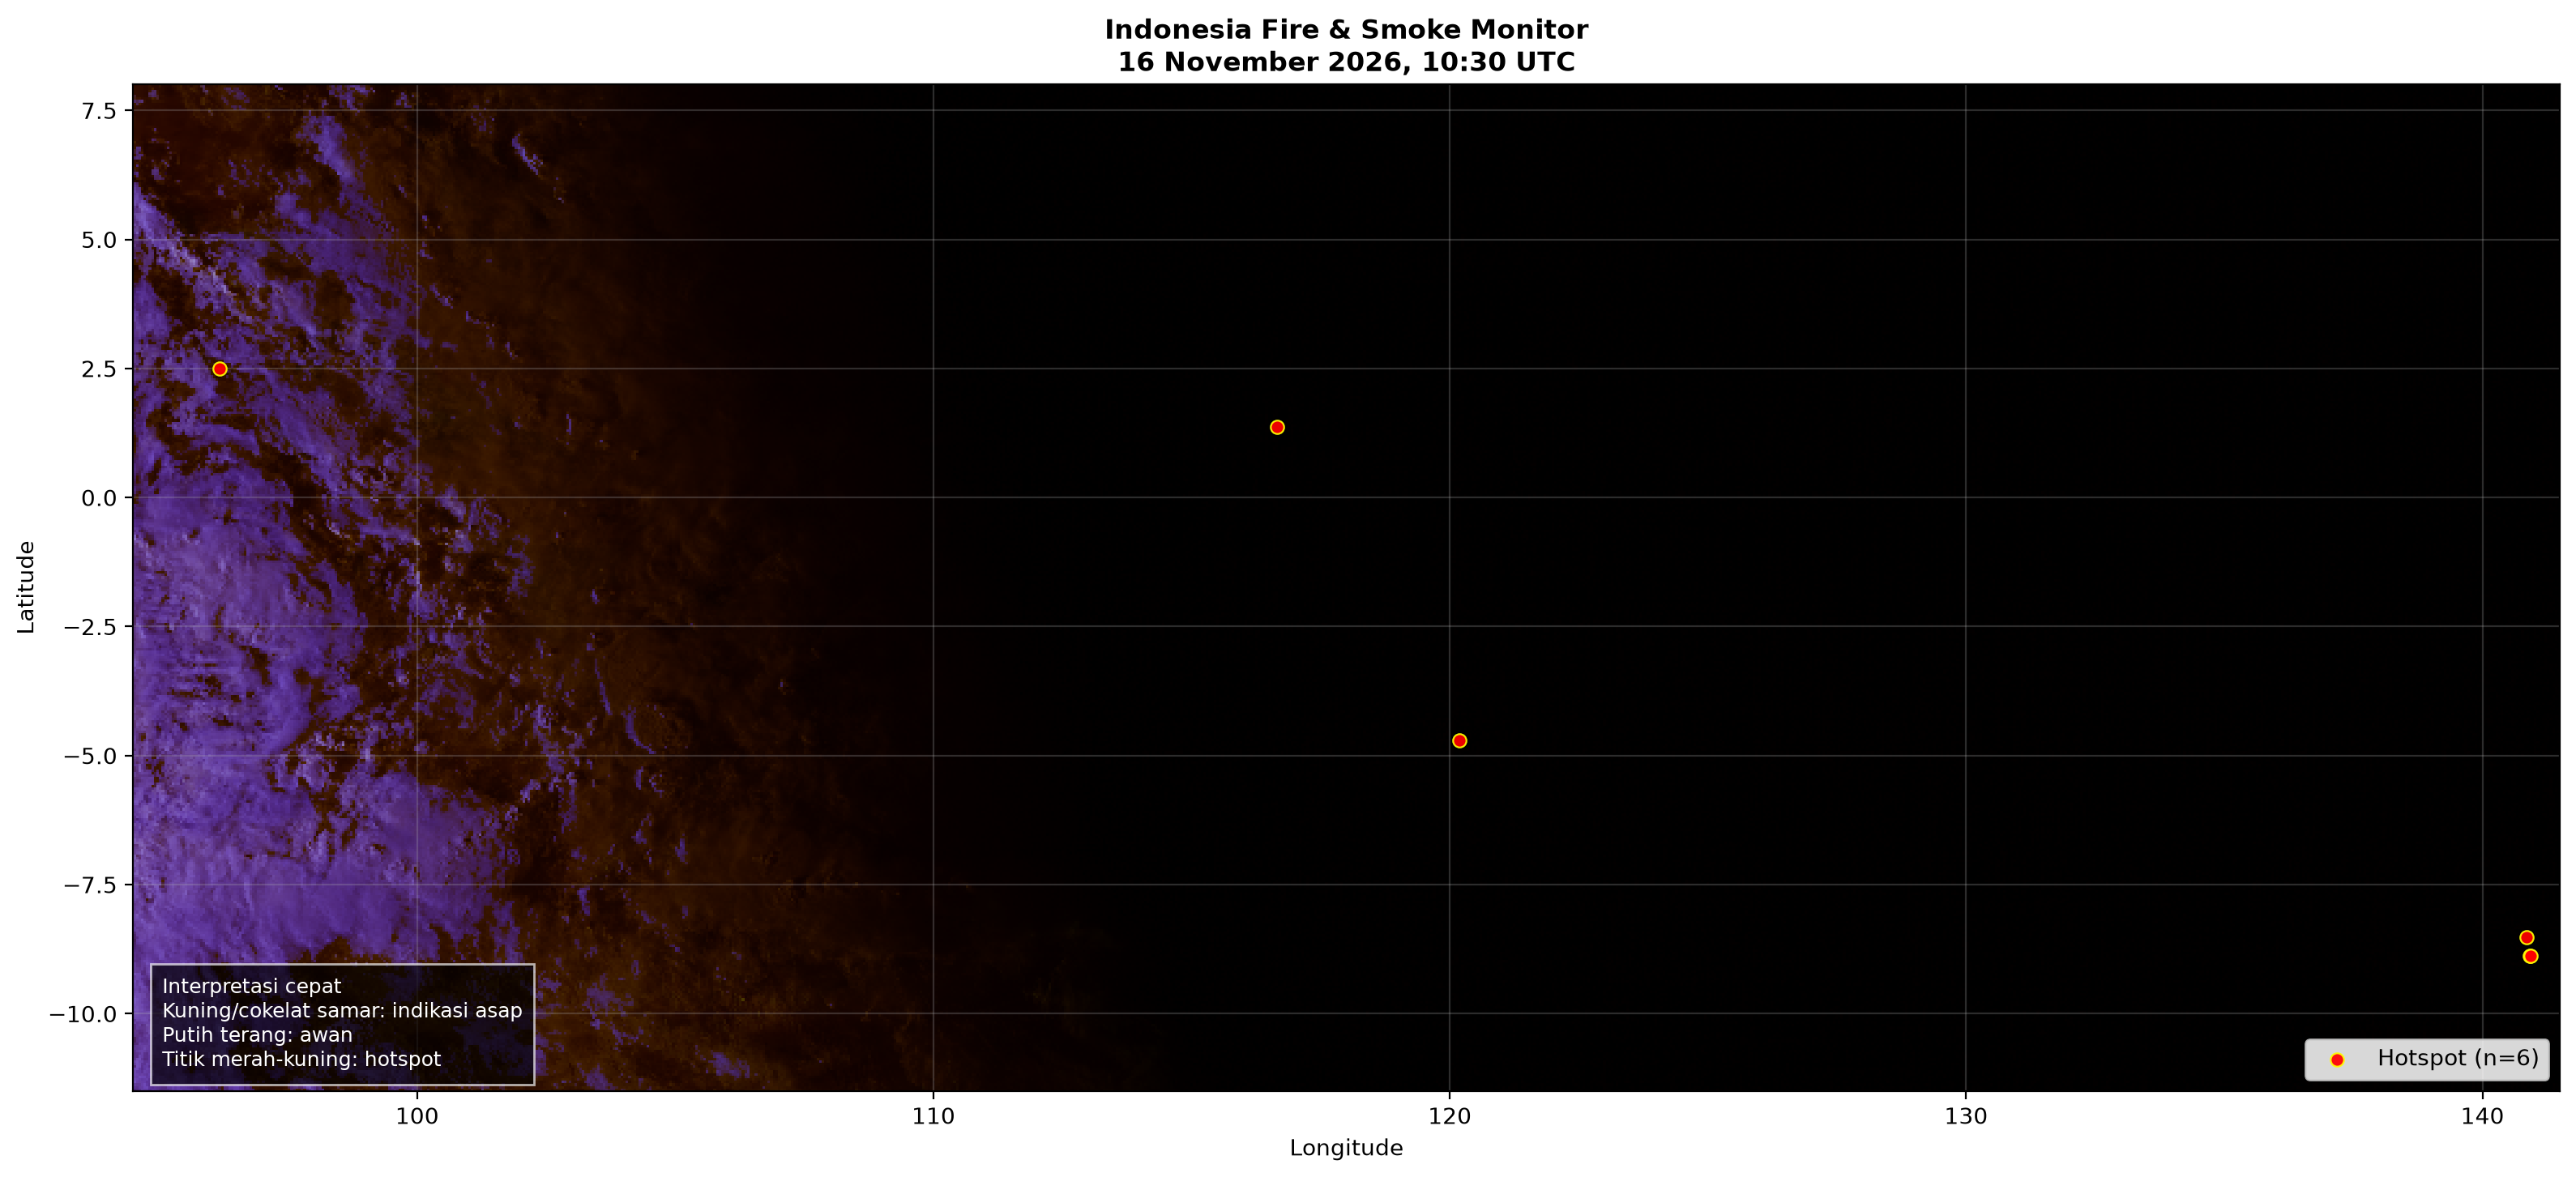 Indonesia Fire & Smoke Monitor
16 November 2026, 10:30 UTC
Latitude
7.5
5.0
2.5
0.0
−2.5
−5.0
−7.5
−10.0
Interpretasi cepat
Kuning/cokelat samar: indikasi asap
Putih terang: awan
Titik merah-kuning: hotspot
Hotspot (n=6)
100
110
120
130
140
Longitude